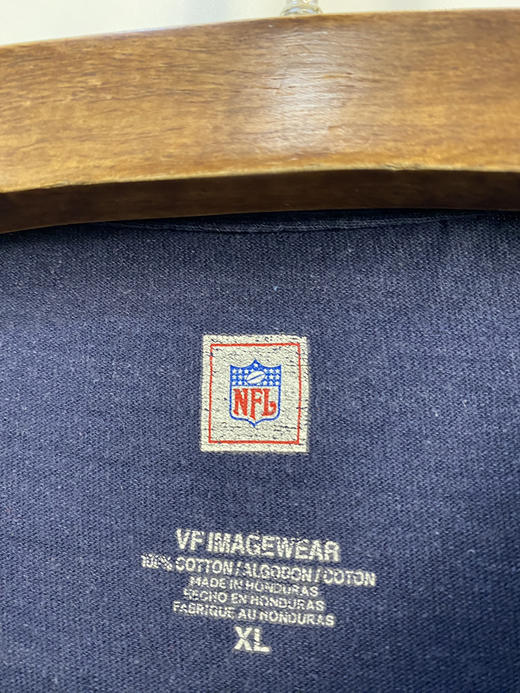 NFL
VF IMAGEWEAR
100% COTTON / ALGODON / COTON
MADE IN HONDURAS
HECHO EN HONDURAS
FABRIQUE AU HONDURAS
XL